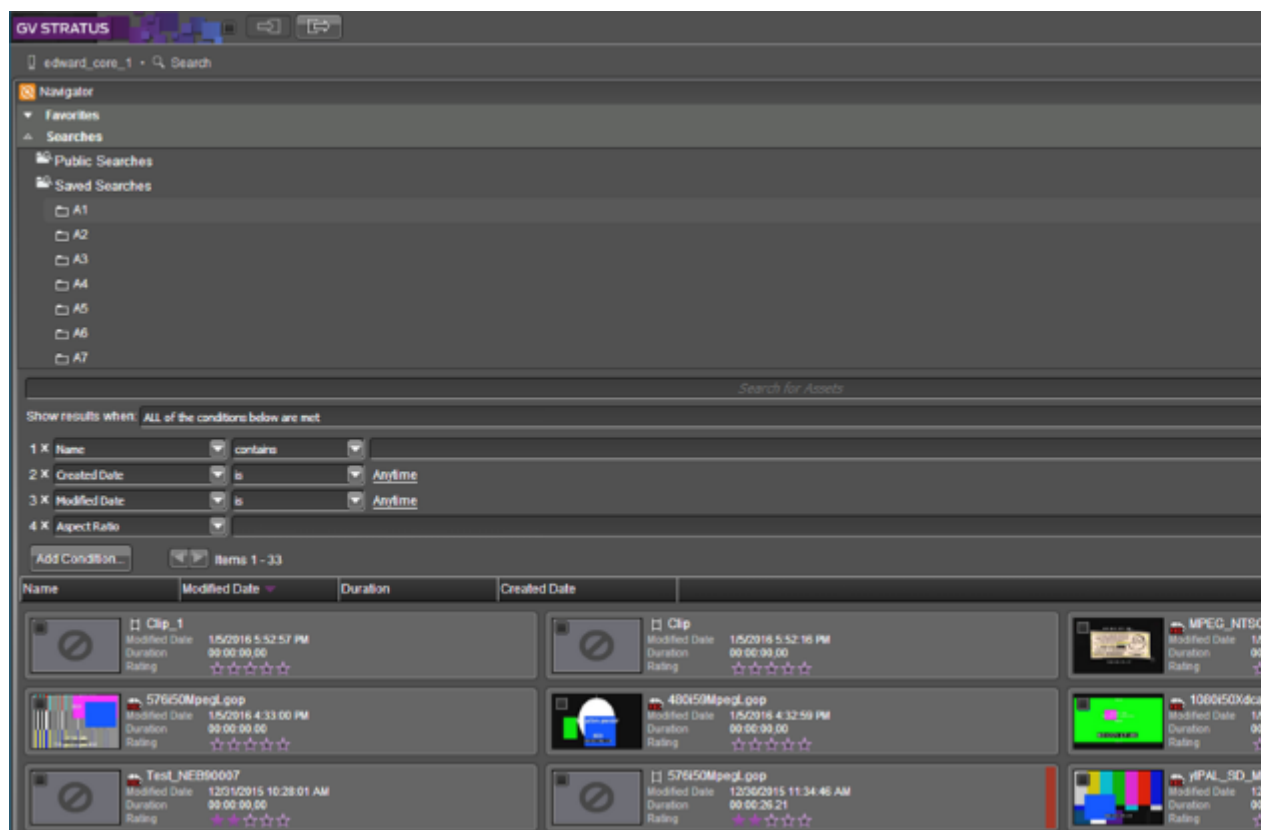 GV STRATUS
edward_core_1 • Search
Navigator
Favorites
Searches
Public Searches
Saved Searches
A1
A2
A3
A4
A5
A6
A7
Search for Assets
Show results when: ALL of the conditions below are met
1 X Name contains
2 X Created Date is Anytime
3 X Modified Date is Anytime
4 X Aspect Ratio
Add Condition... Items 1 - 33
Name Modified Date Duration Created Date
Clip_1
Modified Date 1/5/2016 5:52:57 PM
Duration 00:00:00.00
Rating
Clip
Modified Date 1/5/2016 5:52:16 PM
Duration 00:00:00.00
Rating
MPEG_NTSC
Modified Date
Duration
Rating
576i50MpegLgop
Modified Date 1/5/2016 4:33:00 PM
Duration 00:00:00.00
Rating
480i59MpegLgop
Modified Date 1/5/2016 4:32:59 PM
Duration 00:00:00.00
Rating
1080i50Xdca
Modified Date
Duration
Rating
Test_NEB90007
Modified Date 12/31/2015 10:28:01 AM
Duration 00:00:00.00
Rating
576i50MpegLgop
Modified Date 12/30/2015 11:34:46 AM
Duration 00:00:26.21
Rating
Modified Date
Duration
Rating